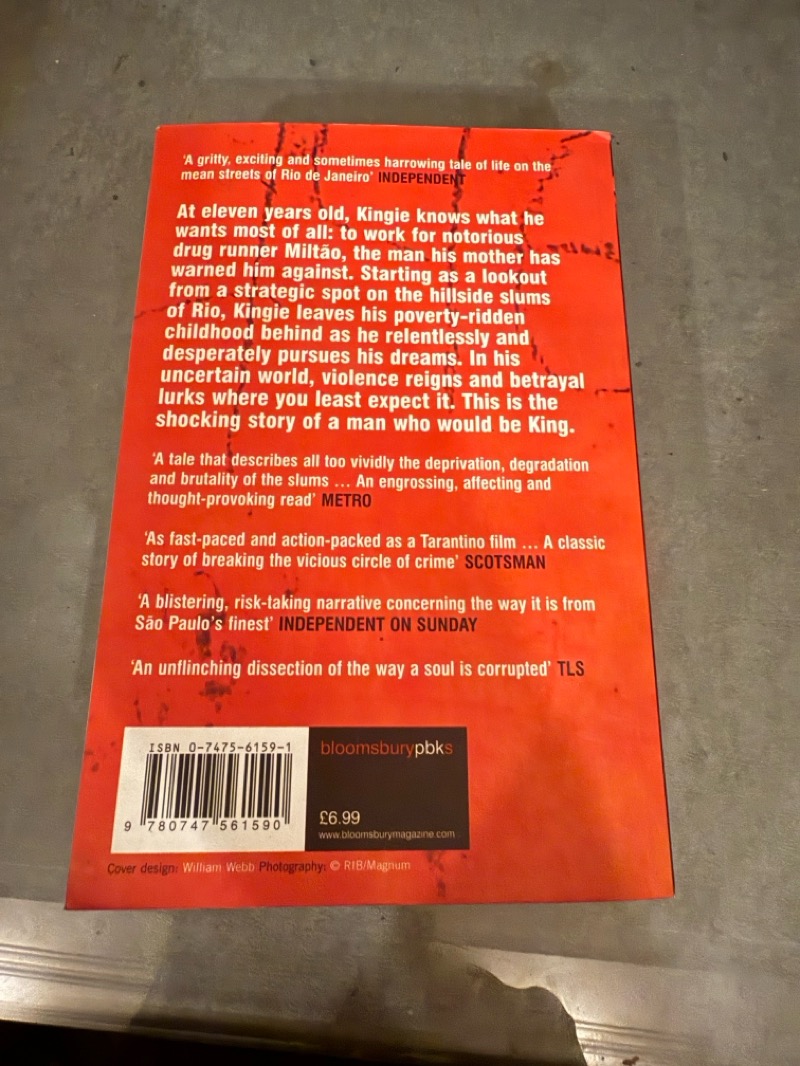 'A gritty, exciting and sometimes harrowing tale of life on the
mean streets of Rio de Janeiro' INDEPENDENT
At eleven years old, Kingie knows what he
wants most of all: to work for notorious
drug runner Miltão, the man his mother has
warned him against. Starting as a lookout
from a strategic spot on the hillside slums
of Rio, Kingie leaves his poverty-ridden
childhood behind as he relentlessly and
desperately pursues his dreams. In his
uncertain world, violence reigns and betrayal
lurks where you least expect it. This is the
shocking story of a man who would be King.
'A tale that describes all too vividly the deprivation, degradation
and brutality of the slums ... An engrossing, affecting and
thought-provoking read' METRO
'As fast-paced and action-packed as a Tarantino film ... A classic
story of breaking the vicious circle of crime' SCOTSMAN
'A blistering, risk-taking narrative concerning the way it is from
São Paulo's finest' INDEPENDENT ON SUNDAY
'An unflinching dissection of the way a soul is corrupted' TLS
ISBN 0-7475-6159-1
9 780747 561590
bloomsburypbks
£6.99
www.bloomsburymagazine.com
Cover design: William Webb Photography: © RIB/Magnum